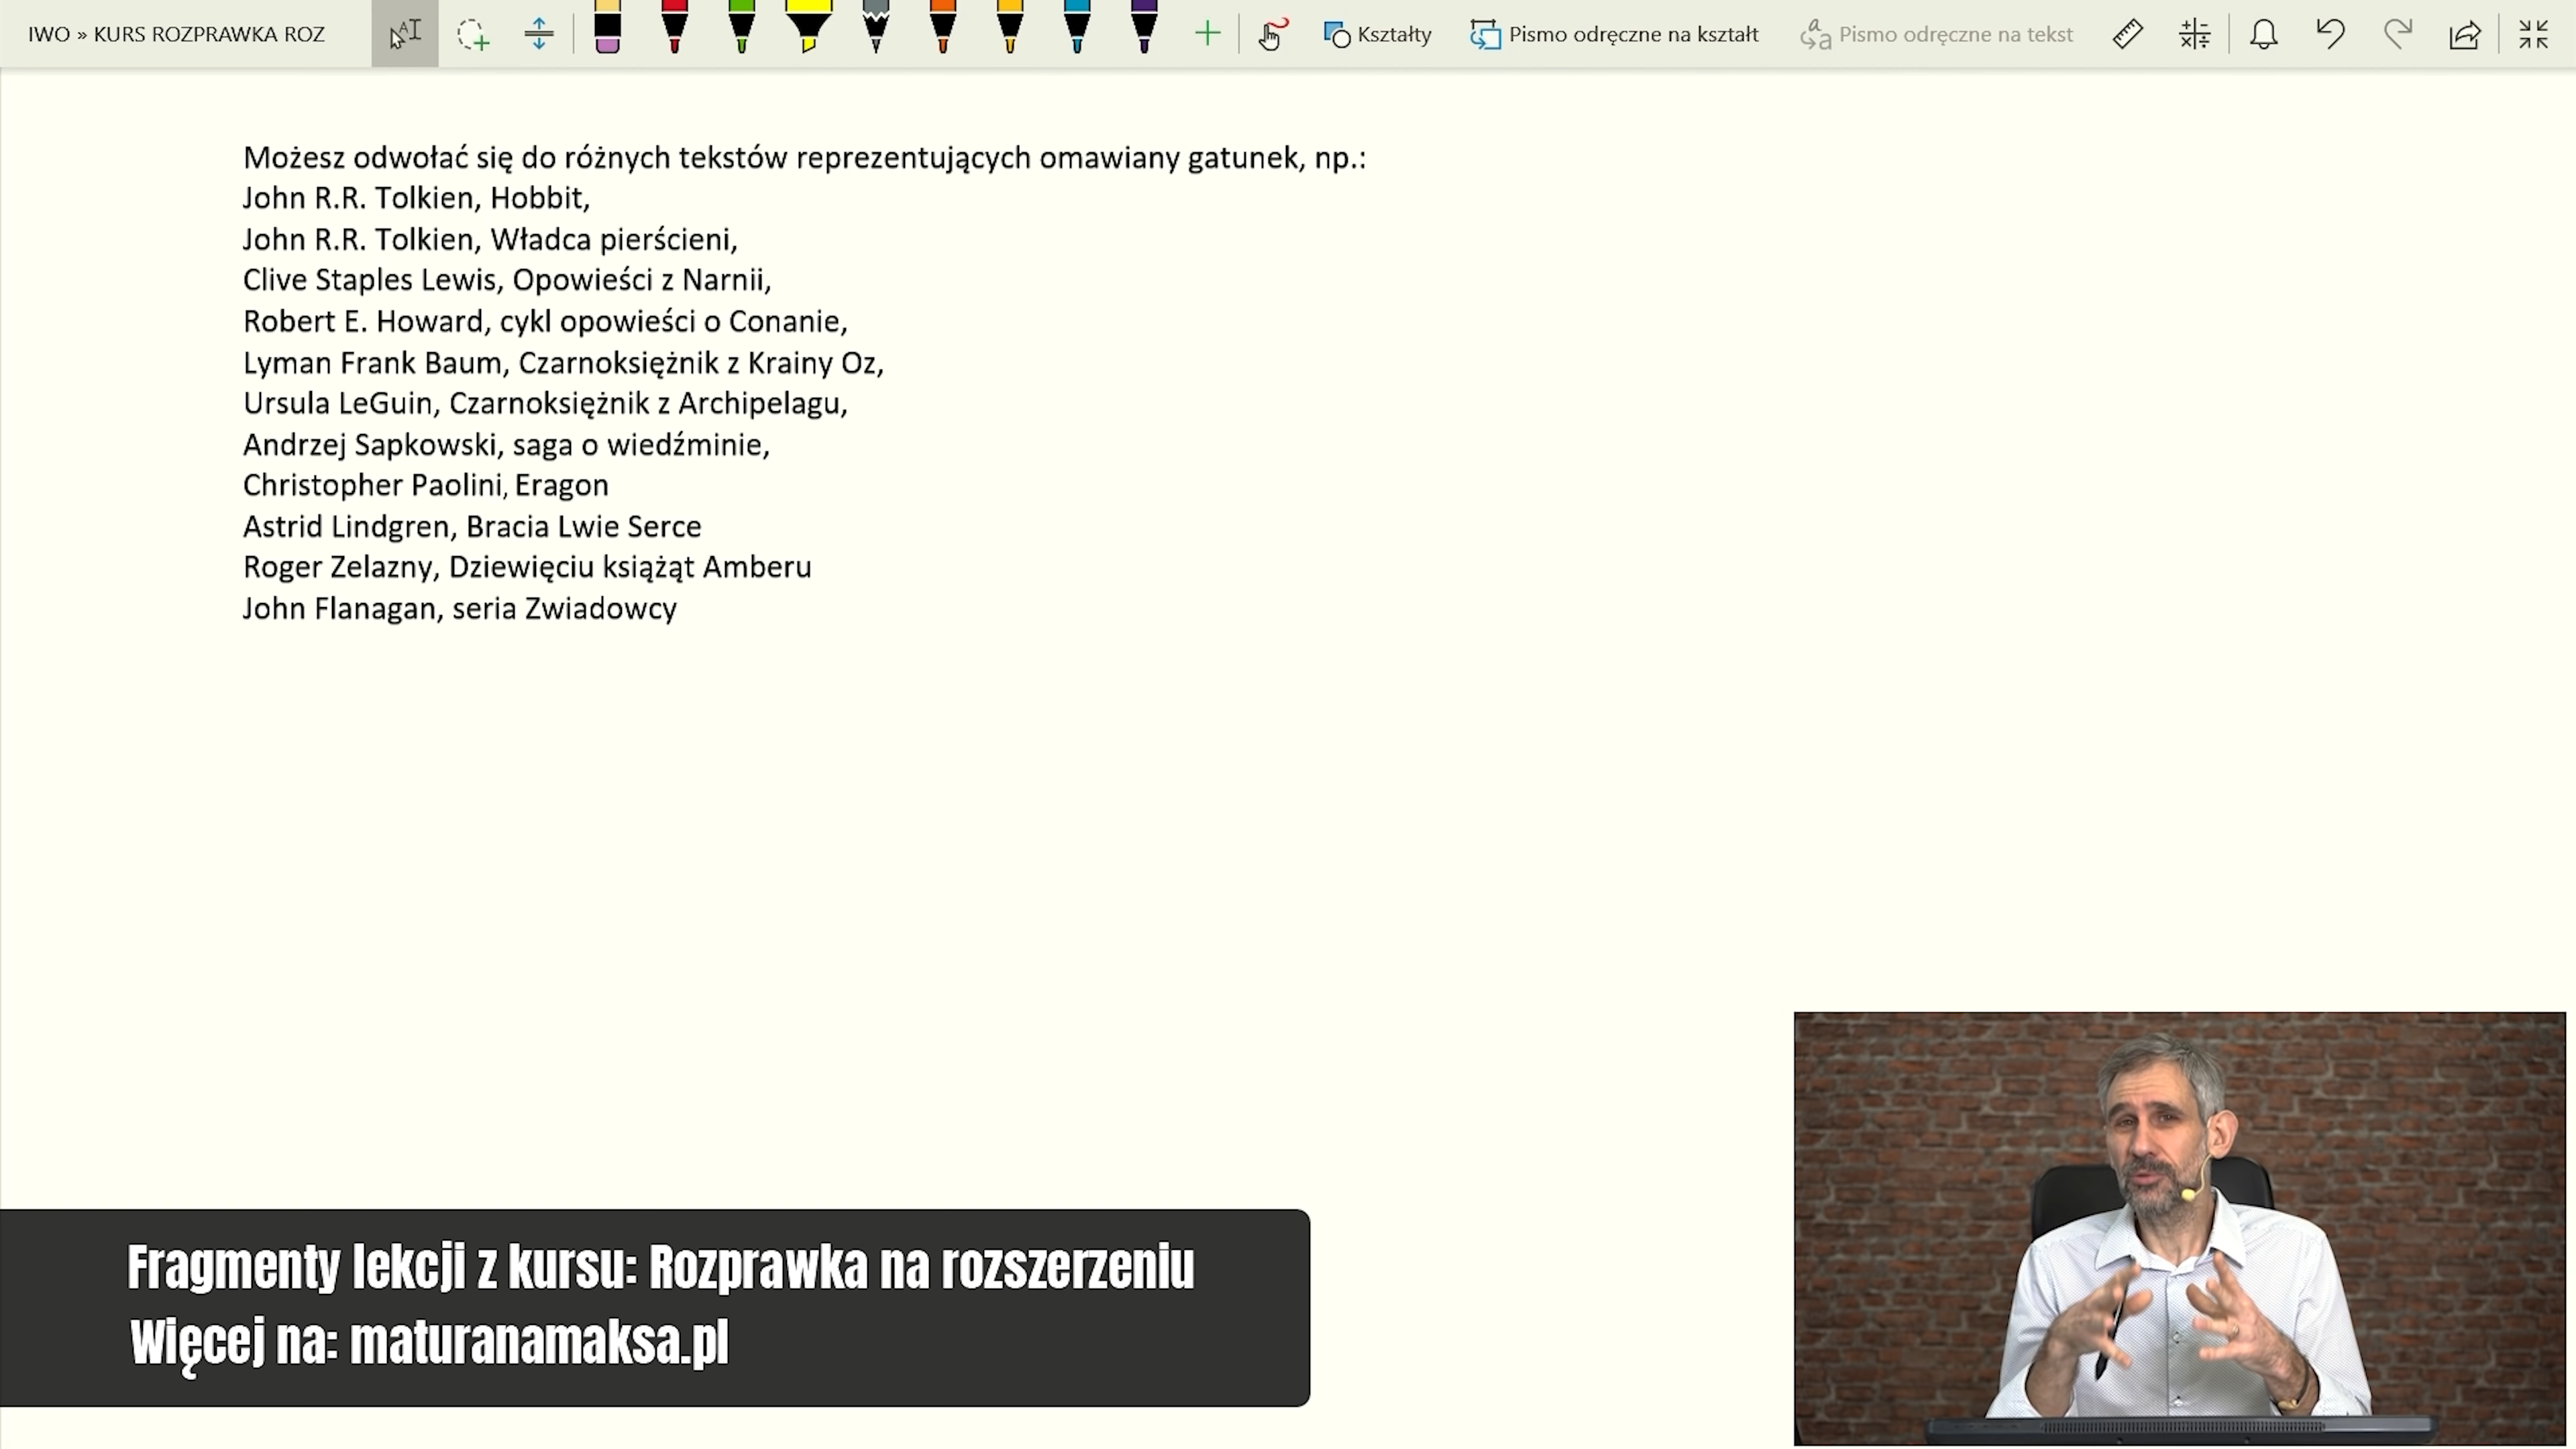 IWO » KURS ROZPRAWKA ROZ
Kształty
Pismo odręczne na kształt
Pismo odręczne na tekst
Możesz odwołać się do różnych tekstów reprezentujących omawiany gatunek, np.:
John R.R. Tolkien, Hobbit,
John R.R. Tolkien, Władca pierścieni,
Clive Staples Lewis, Opowieści z Narnii,
Robert E. Howard, cykl opowieści o Conanie,
Lyman Frank Baum, Czarnoksiężnik z Krainy Oz,
Ursula LeGuin, Czarnoksiężnik z Archipelagu,
Andrzej Sapkowski, saga o wiedźminie,
Christopher Paolini, Eragon
Astrid Lindgren, Bracia Lwie Serce
Roger Zelazny, Dziewięciu książąt Amberu
John Flanagan, seria Zwiadowcy
Fragmenty lekcji z kursu: Rozprawka na rozszerzeniu
Więcej na: maturanamaksa.pl